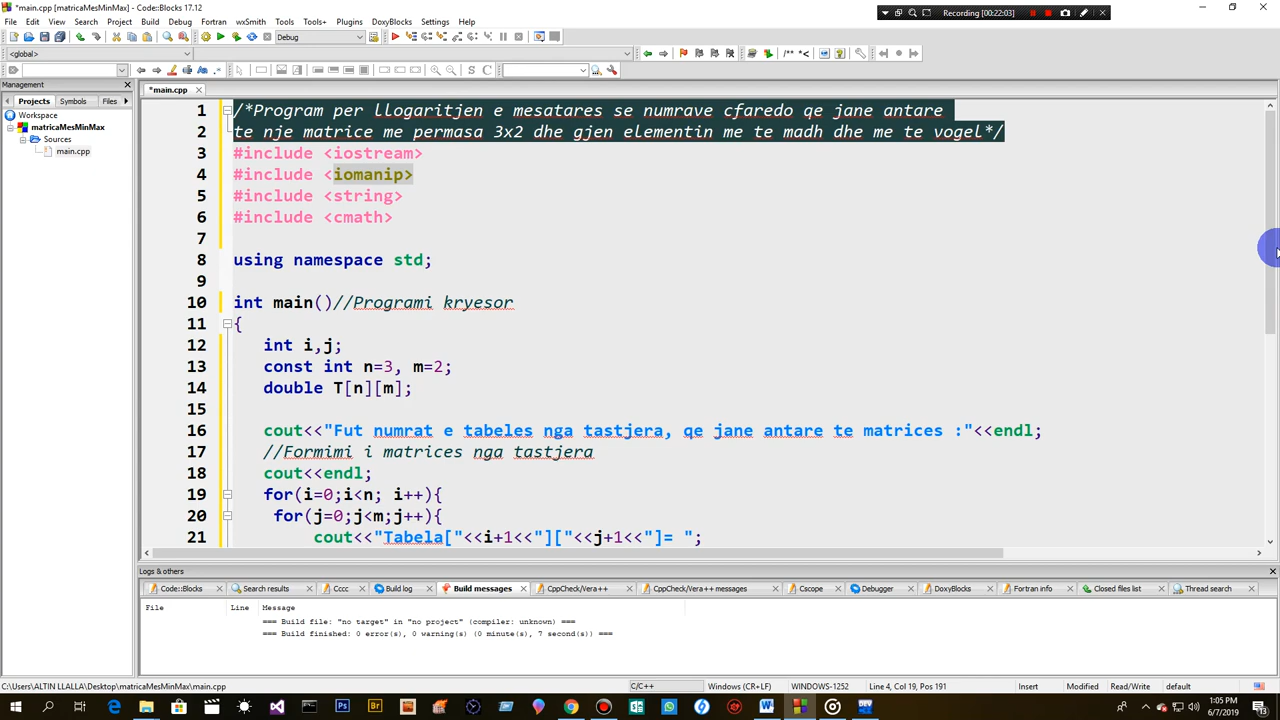 *main.cpp [matricaMesMinMax] - Code::Blocks 17.12
Recording [00:22:03]
File Edit View Search Project Build Debug Fortran wxSmith Tools Tools+ Plugins DoxyBlocks Settings Help
Debug
<global>
/** *<
S C
Management
*main.cpp
Projects Symbols Files
Workspace
matricaMesMinMax
Sources
main.cpp
1 /*Program per llogaritjen e mesatares se numrave cfaredo qe jane antare
2 te nje matrice me permasa 3x2 dhe gjen elementin me te madh dhe me te vogel*/
3 #include <iostream>
4 #include <iomanip>
5 #include <string>
6 #include <cmath>
7
8 using namespace std;
9
10 int main()//Programi kryesor
11 {
12 int i,j;
13 const int n=3, m=2;
14 double T[n][m];
15
16 cout<<"Fut numrat e tabeles nga tastjera, qe jane antare te matrices :"<<endl;
17 //Formimi i matrices nga tastjera
18 cout<<endl;
19 for(i=0;i<n; i++){
20 for(j=0;j<m;j++){
21 cout<<"Tabela["<<i+1<<"]["<<j+1<<"]= ";
Logs & others
Code::Blocks Search results Cccc Build log Build messages CppCheck/Vera++ CppCheck/Vera++ messages Cscope Debugger DoxyBlocks Fortran info Closed files list Thread search
File Line Message
=== Build file: "no target" in "no project" (compiler: unknown) ===
=== Build finished: 0 error(s), 0 warning(s) (0 minute(s), 7 second(s)) ===
C:\Users\ALTIN LLALLA\Desktop\matricaMesMinMax\main.cpp C/C++ Windows (CR+LF) WINDOWS-1252 Line 4, Col 19, Pos 191 Insert Modified Read/Write default
1:05 PM
6/7/2019